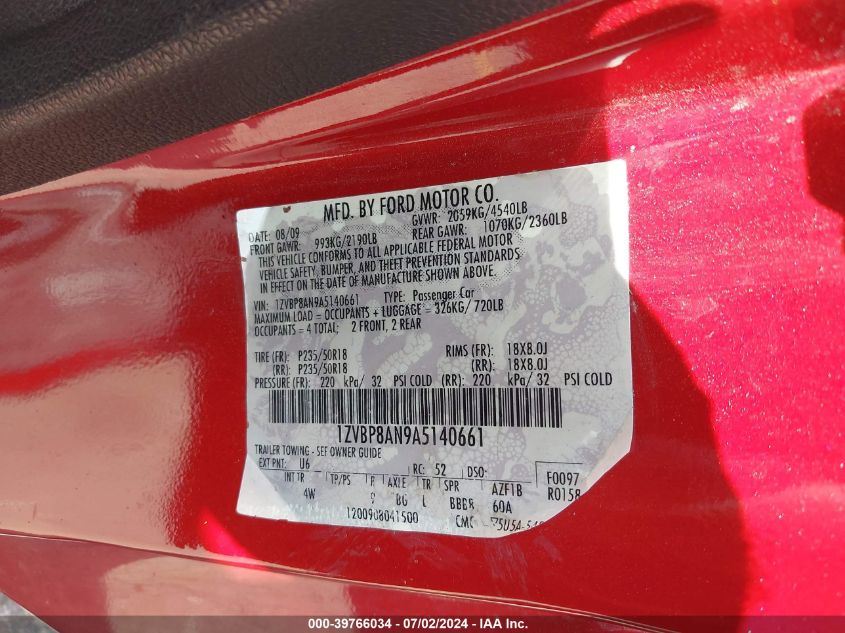 MFD. BY FORD MOTOR CO.
DATE: 08/09 GVWR: 2059KG/4540LB
FRONT GAWR: 993KG/2190LB REAR GAWR: 1070KG/2360LB
THIS VEHICLE CONFORMS TO ALL APPLICABLE FEDERAL MOTOR
VEHICLE SAFETY, BUMPER, AND THEFT PREVENTION STANDARDS
IN EFFECT ON THE DATE OF MANUFACTURE SHOWN ABOVE.
VIN: 1ZVBP8AN9A5140661 TYPE: Passenger Car
MAXIMUM LOAD = OCCUPANTS + LUGGAGE = 326KG/720LB
OCCUPANTS = 4 TOTAL; 2 FRONT, 2 REAR
TIRE (FR): P235/50R18 RIMS (FR): 18X8.0J
(RR): P235/50R18 (RR): 18X8.0J
PRESSURE (FR): 220 kPa/ 32 PSI COLD (RR): 220 kPa/ 32 PSI COLD
1ZVBP8AN9A5140661
TRAILER TOWING - SEE OWNER GUIDE
EXT PNT: U6 RC: 52 DSO: F0097
INT TR TP/PS R AXLE TR SPR AZF1B R0158
4W 9 BG L BBBR 60A
1200908041500 CMC
000-39766034 / 07/02/2024 - IAA Inc.